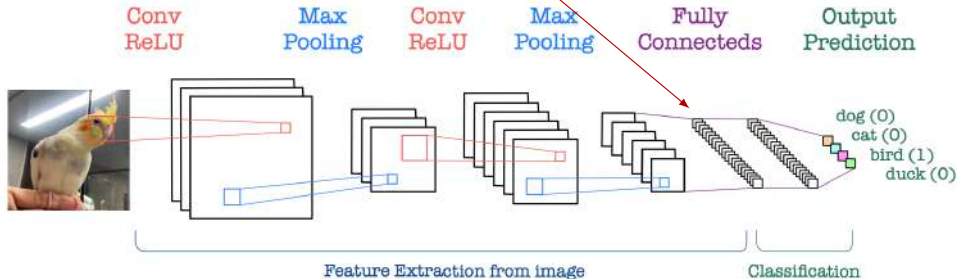 Conv
ReLU
Max
Pooling
Conv
ReLU
Max
Pooling
Fully
Connecteds
Output
Prediction
dog (0)
cat (0)
bird (1)
duck (0)
Feature Extraction from image
Classification